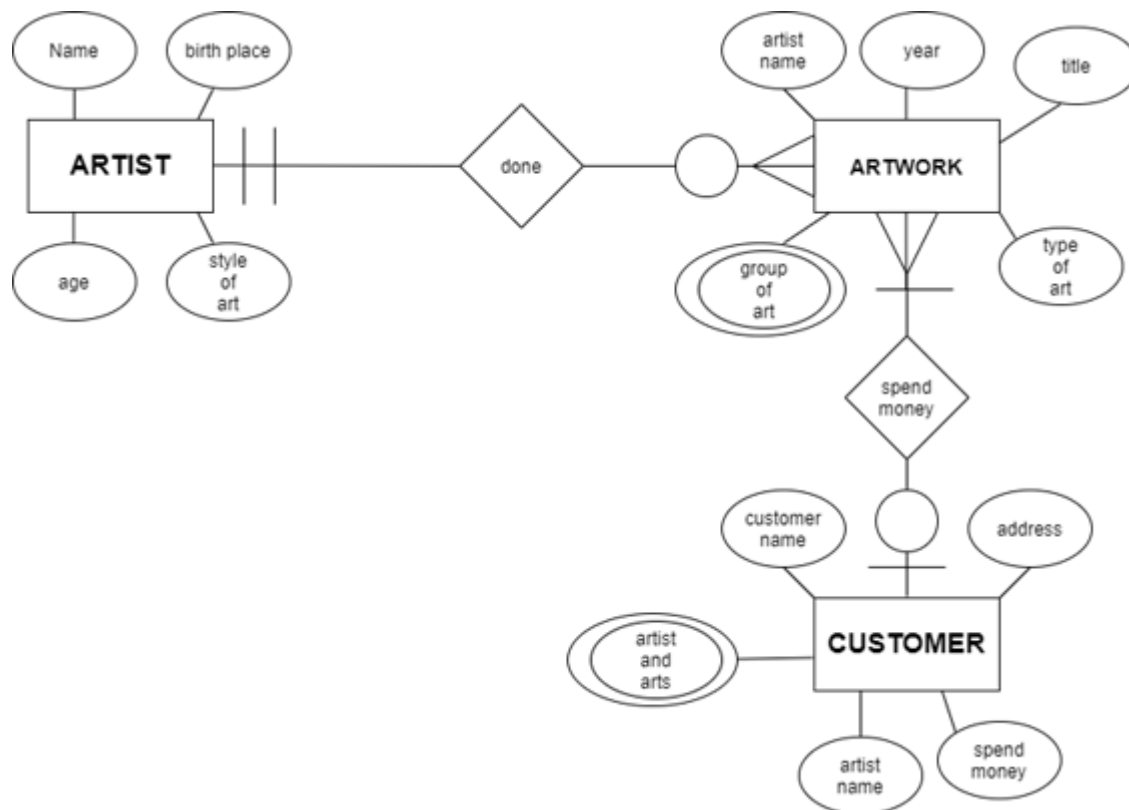 Name
birth place
artist
name
year
title
ARTIST
done
ARTWORK
age
style
of
art
group
of
art
type
of
art
spend
money
customer
name
address
artist
and
arts
CUSTOMER
artist
name
spend
money